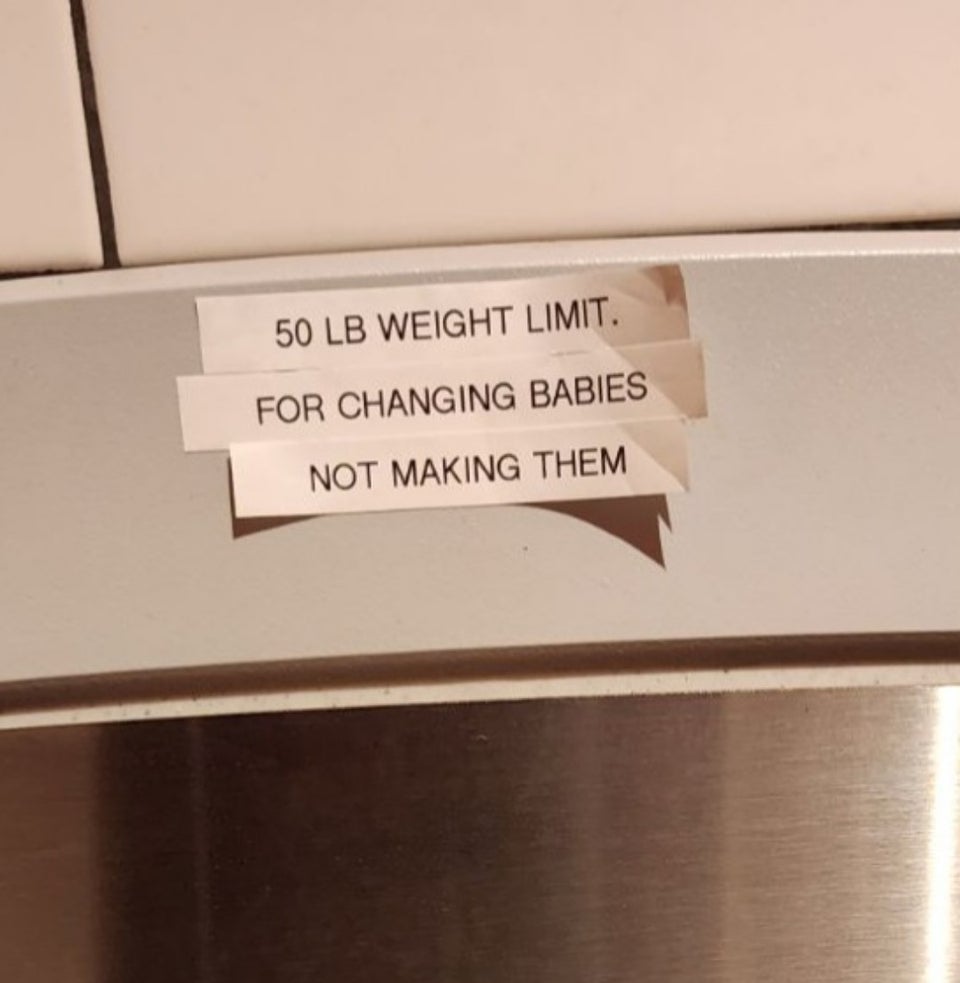 50 LB WEIGHT LIMIT.
FOR CHANGING BABIES
NOT MAKING THEM